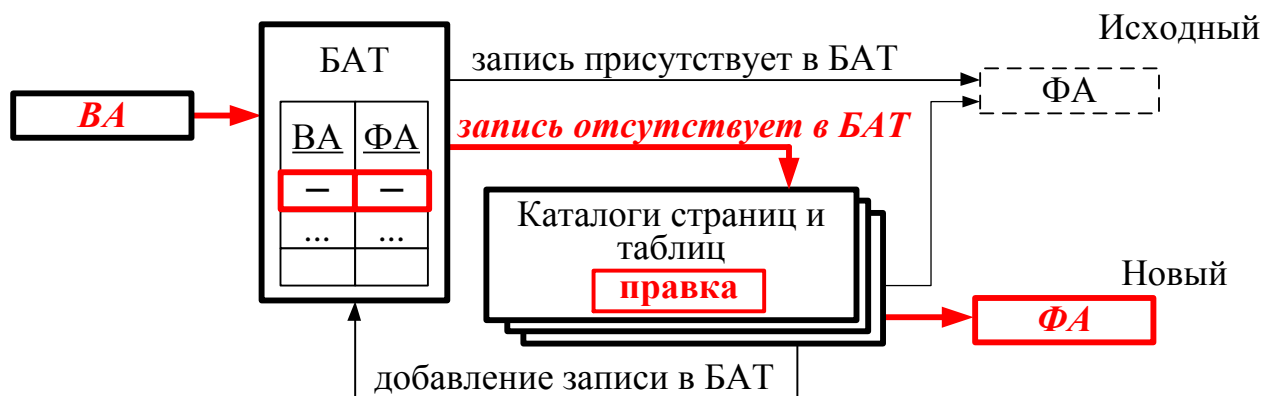 Исходный
БАТ
запись присутствует в БАТ
ФА
ВА
запись отсутствует в БАТ
ВА ФА
– –
... ...
Каталоги страниц и
таблиц
правка
Новый
ФА
добавление записи в БАТ